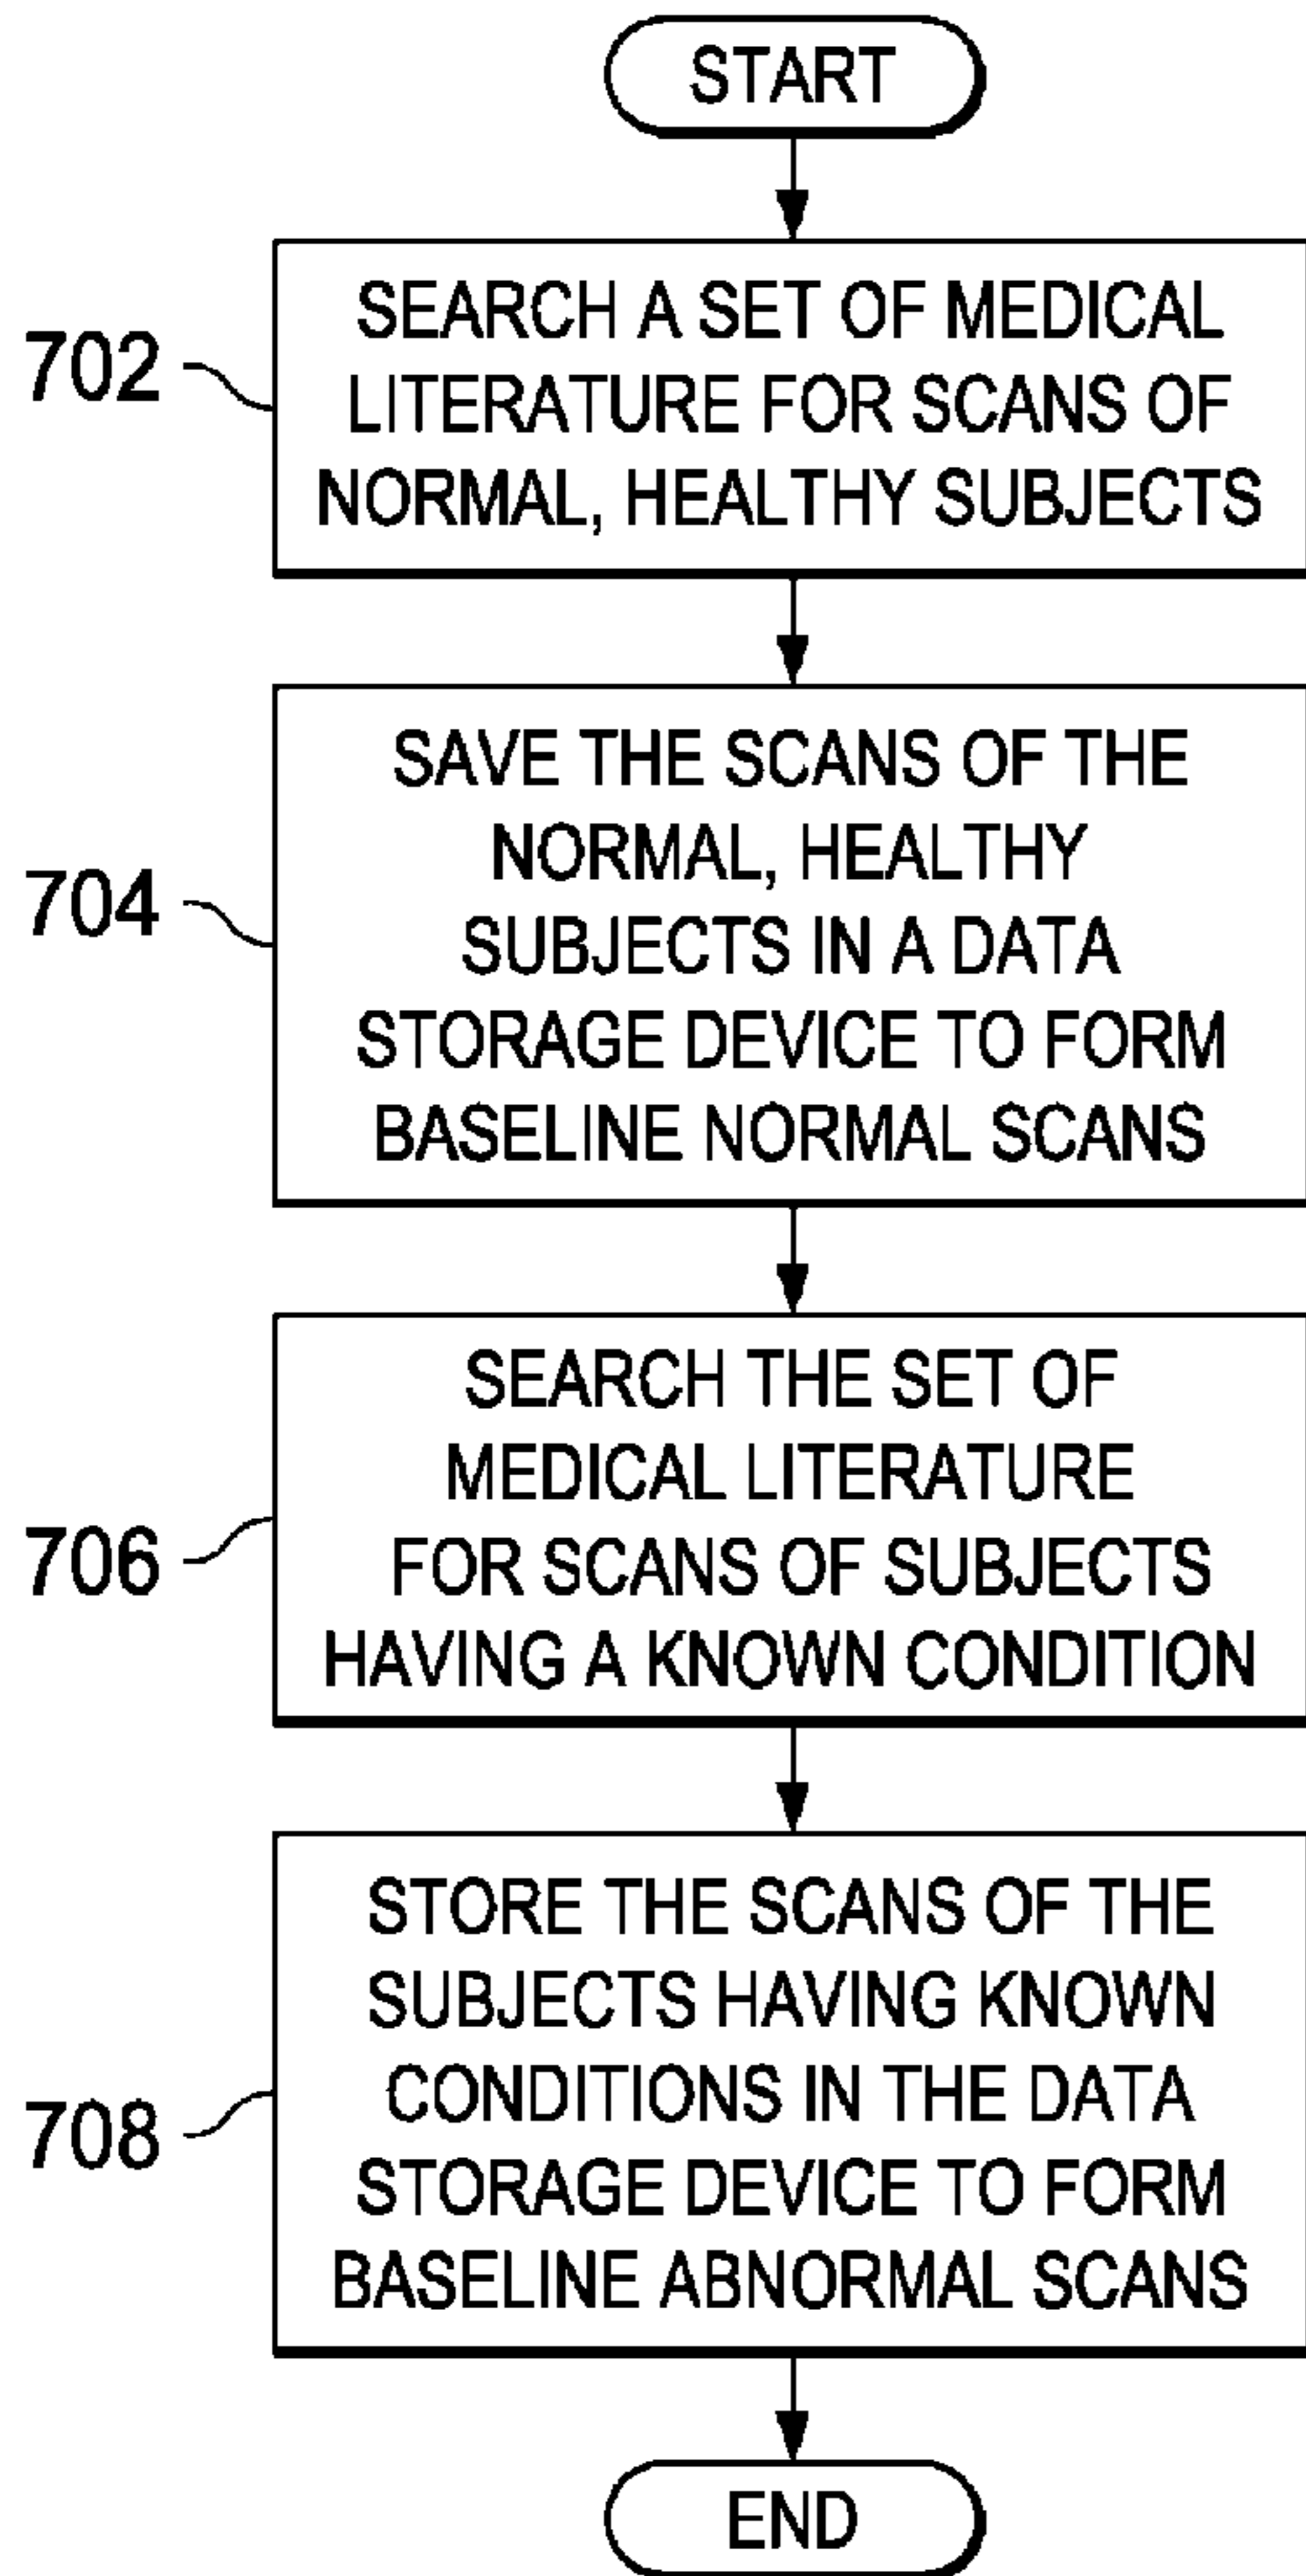 START
702
SEARCH A SET OF MEDICAL
LITERATURE FOR SCANS OF
NORMAL, HEALTHY SUBJECTS
704
SAVE THE SCANS OF THE
NORMAL, HEALTHY
SUBJECTS IN A DATA
STORAGE DEVICE TO FORM
BASELINE NORMAL SCANS
706
SEARCH THE SET OF
MEDICAL LITERATURE
FOR SCANS OF SUBJECTS
HAVING A KNOWN CONDITION
708
STORE THE SCANS OF THE
SUBJECTS HAVING KNOWN
CONDITIONS IN THE DATA
STORAGE DEVICE TO FORM
BASELINE ABNORMAL SCANS
END